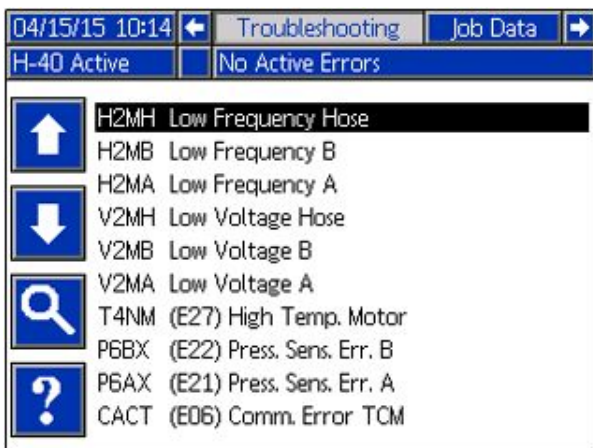 04/15/15 10:14 Troubleshooting Job Data
H-40 Active No Active Errors
H2MH Low Frequency Hose
H2MB Low Frequency B
H2MA Low Frequency A
V2MH Low Voltage Hose
V2MB Low Voltage B
V2MA Low Voltage A
T4NM (E27) High Temp. Motor
P6BX (E22) Press. Sens. Err. B
P6AX (E21) Press. Sens. Err. A
CACT (E06) Comm. Error TCM
?